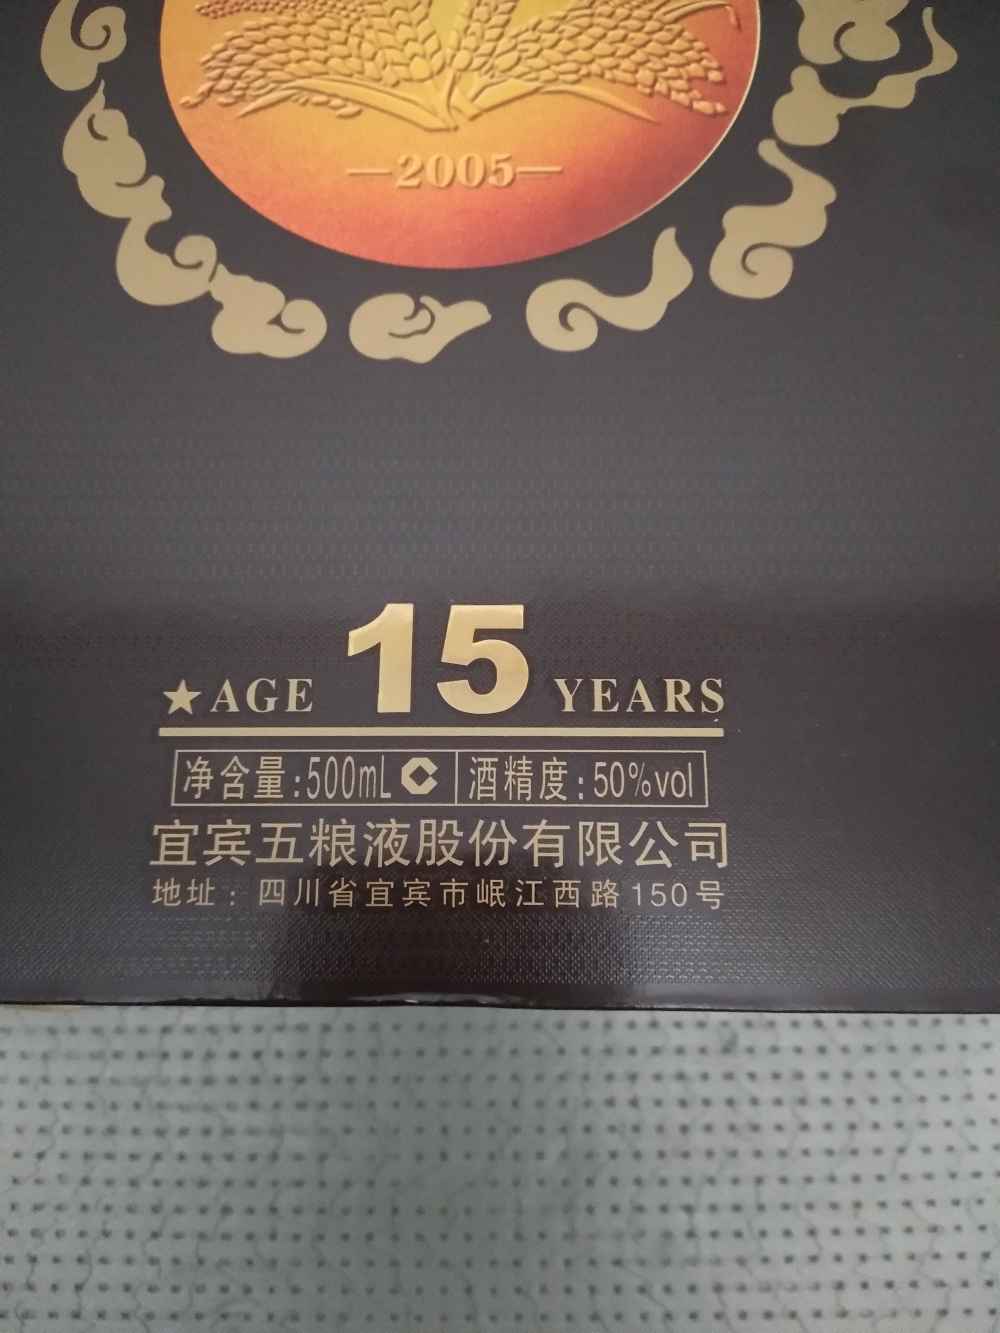 —2005—
★AGE 15 YEARS
净含量:500mL C 酒精度:50%vol
宜宾五粮液股份有限公司
地址:四川省宜宾市岷江西路150号